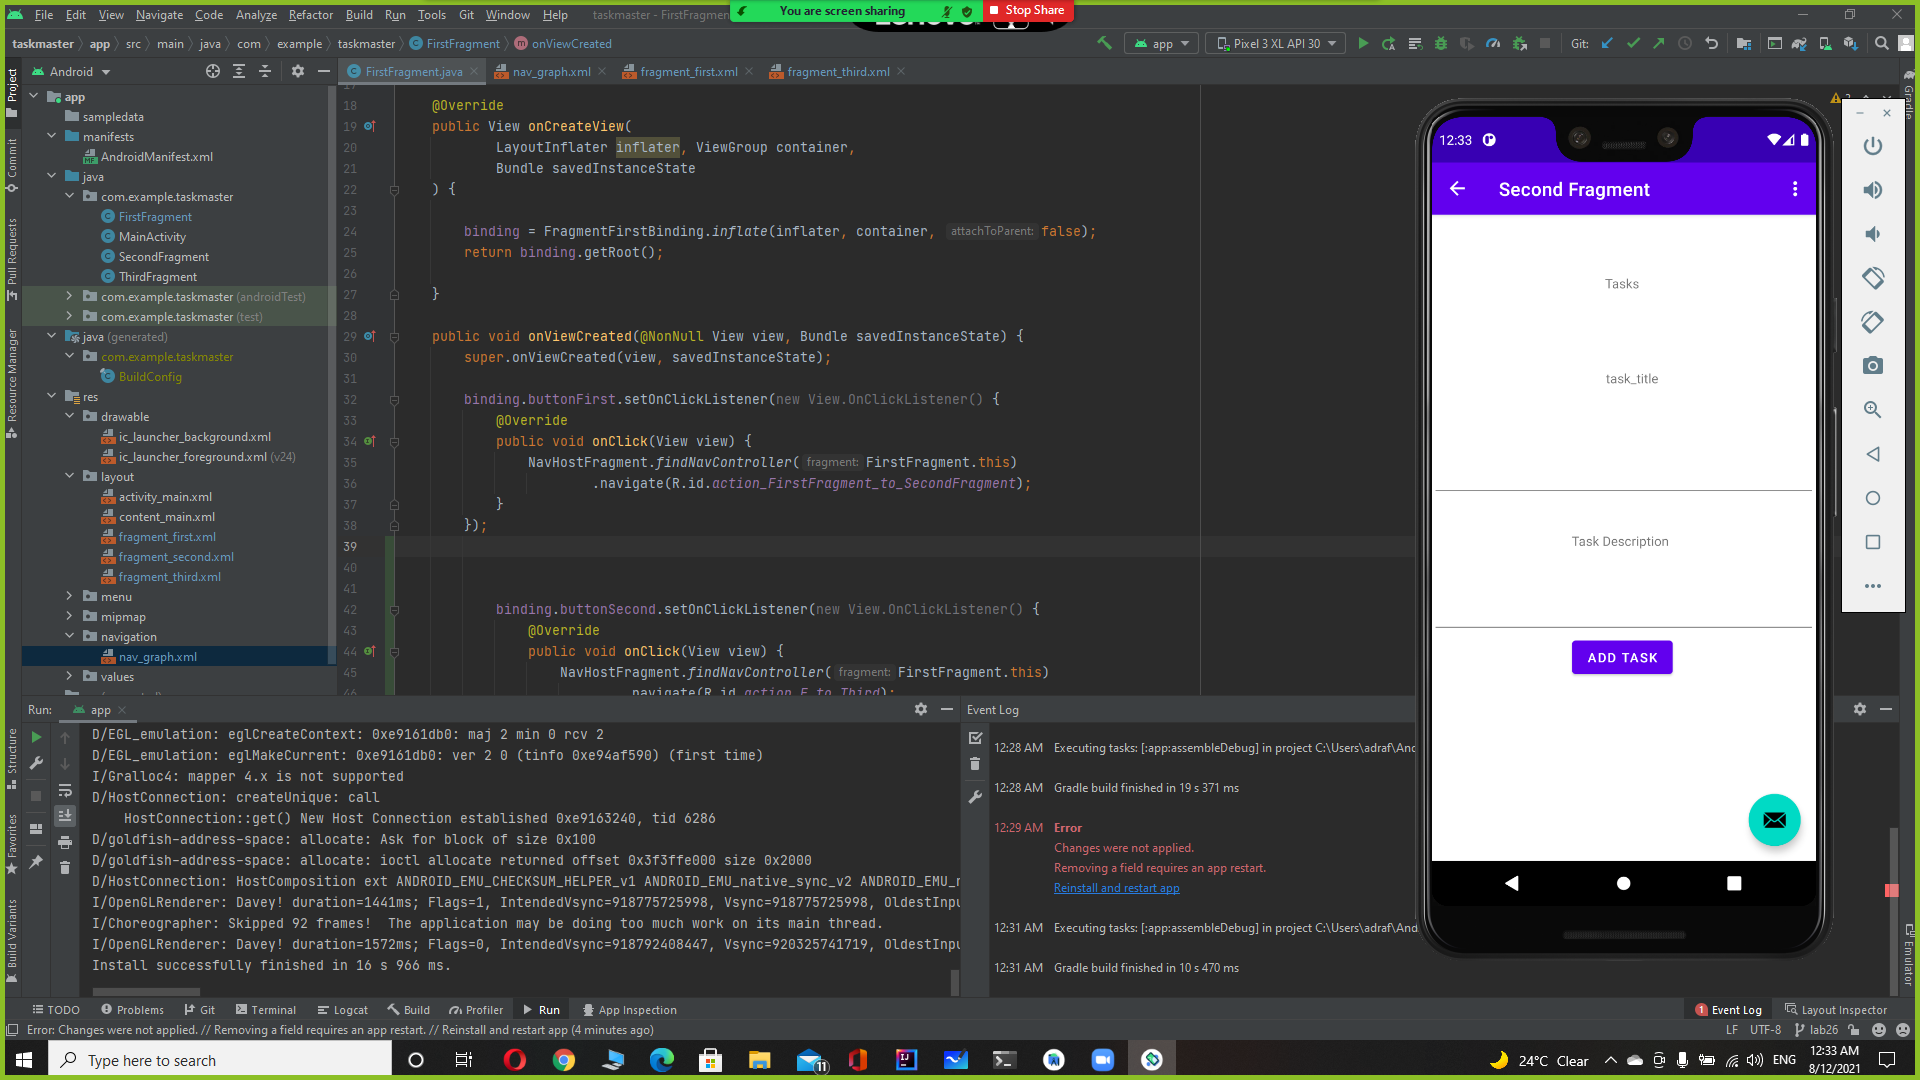 File Edit View Navigate Code Analyze Refactor Build Run Tools Git Window Help taskmaster - FirstFragmen
You are screen sharing Stop Share
taskmaster app src main java com example taskmaster FirstFragment onViewCreated
app Pixel 3 XL API 30 Git:
Android
FirstFragment.java nav_graph.xml fragment_first.xml fragment_third.xml
Project
Commit
Pull Requests
Resource Manager
Structure
Favorites
Build Variants
Gradle
Emulator
app
sampledata
manifests
AndroidManifest.xml
java
com.example.taskmaster
FirstFragment
MainActivity
SecondFragment
ThirdFragment
com.example.taskmaster (androidTest)
com.example.taskmaster (test)
java (generated)
com.example.taskmaster
BuildConfig
res
drawable
ic_launcher_background.xml
ic_launcher_foreground.xml (v24)
layout
activity_main.xml
content_main.xml
fragment_first.xml
fragment_second.xml
fragment_third.xml
menu
mipmap
navigation
nav_graph.xml
values
17
18 @Override
19 public View onCreateView(
20 LayoutInflater inflater, ViewGroup container,
21 Bundle savedInstanceState
22 ) {
23
24 binding = FragmentFirstBinding.inflate(inflater, container, attachToParent: false);
25 return binding.getRoot();
26
27 }
28
29 public void onViewCreated(@NonNull View view, Bundle savedInstanceState) {
30 super.onViewCreated(view, savedInstanceState);
31
32 binding.buttonFirst.setOnClickListener(new View.OnClickListener() {
33 @Override
34 public void onClick(View view) {
35 NavHostFragment.findNavController( fragment: FirstFragment.this)
36 .navigate(R.id.action_FirstFragment_to_SecondFragment);
37 }
38 });
39
40
41
42 binding.buttonSecond.setOnClickListener(new View.OnClickListener() {
43 @Override
44 public void onClick(View view) {
45 NavHostFragment.findNavController( fragment: FirstFragment.this)
46 .navigate(R.id.action_F_to_Third);
12:33
Second Fragment
Tasks
task_title
Task Description
ADD TASK
Run: app
D/EGL_emulation: eglCreateContext: 0xe9161db0: maj 2 min 0 rcv 2
D/EGL_emulation: eglMakeCurrent: 0xe9161db0: ver 2 0 (tinfo 0xe94af590) (first time)
I/Gralloc4: mapper 4.x is not supported
D/HostConnection: createUnique: call
HostConnection::get() New Host Connection established 0xe9163240, tid 6286
D/goldfish-address-space: allocate: Ask for block of size 0x100
D/goldfish-address-space: allocate: ioctl allocate returned offset 0x3f3ffe000 size 0x2000
D/HostConnection: HostComposition ext ANDROID_EMU_CHECKSUM_HELPER_v1 ANDROID_EMU_native_sync_v2 ANDROID_EMU_
I/OpenGLRenderer: Davey! duration=1441ms; Flags=1, IntendedVsync=918775725998, Vsync=918775725998, OldestInpu
I/Choreographer: Skipped 92 frames! The application may be doing too much work on its main thread.
I/OpenGLRenderer: Davey! duration=1572ms; Flags=0, IntendedVsync=918792408447, Vsync=920325741719, OldestInpu
Install successfully finished in 16 s 966 ms.
Event Log
12:28 AM Executing tasks: [:app:assembleDebug] in project C:\Users\adraf\And
12:28 AM Gradle build finished in 19 s 371 ms
12:29 AM Error
Changes were not applied.
Removing a field requires an app restart.
Reinstall and restart app
12:31 AM Executing tasks: [:app:assembleDebug] in project C:\Users\adraf\And
12:31 AM Gradle build finished in 10 s 470 ms
TODO Problems Git Terminal Logcat Build Profiler Run App Inspection 1 Event Log Layout Inspector
Error: Changes were not applied. // Removing a field requires an app restart. // Reinstall and restart app (4 minutes ago) LF UTF-8 lab26
Type here to search
11
24°C Clear
ENG
12:33 AM
8/12/2021